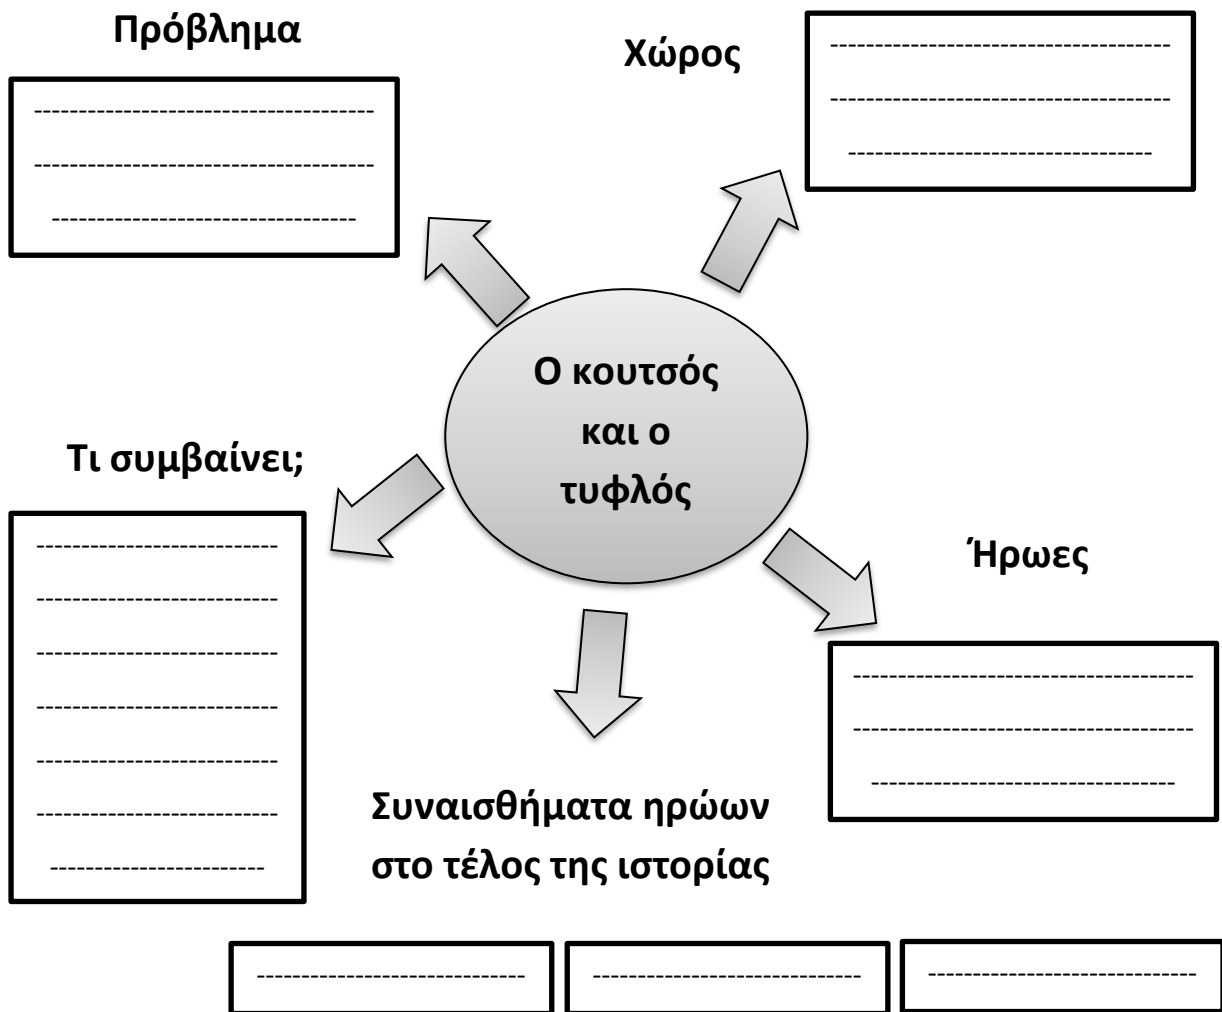 Πρόβλημα
Χώρος
Ο κουτσός
και ο
τυφλός
Τι συμβαίνει;
Ήρωες
Συναισθήματα ηρώων
στο τέλος της ιστορίας